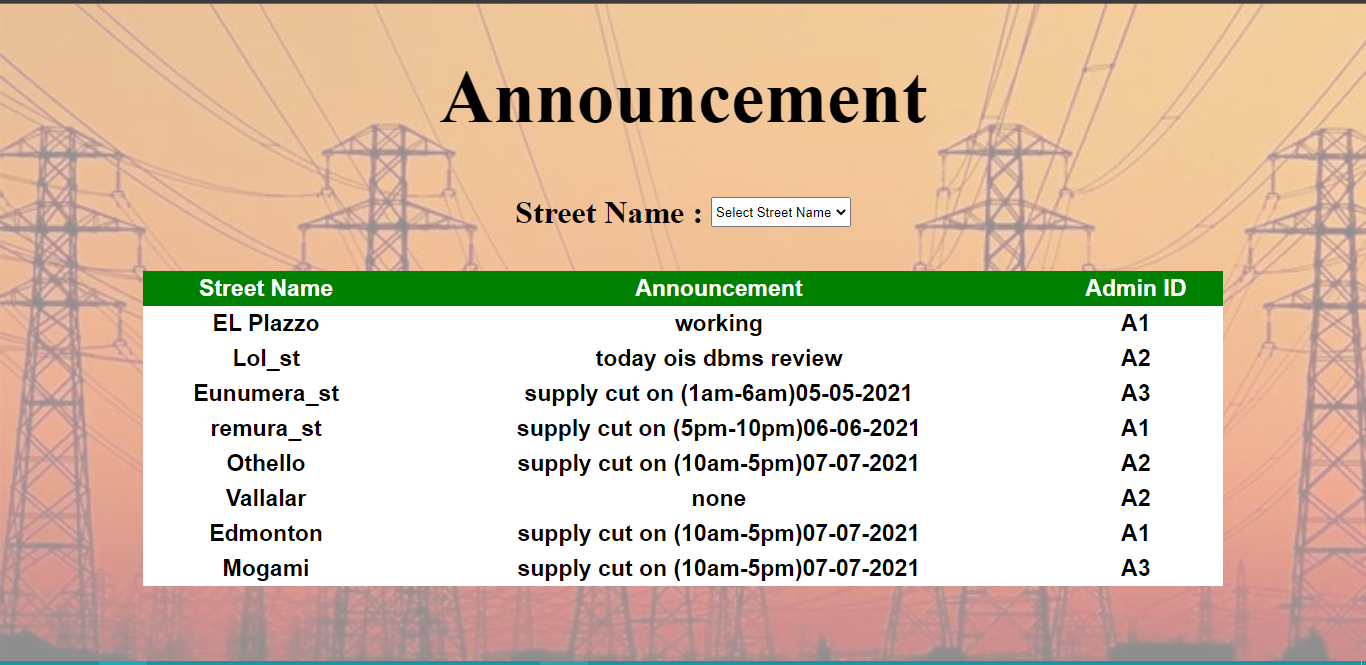 Announcement
Street Name : Select Street Name
Street Name Announcement Admin ID
EL Plazzo working A1
Lol_st today ois dbms review A2
Eunumera_st supply cut on (1am-6am)05-05-2021 A3
remura_st supply cut on (5pm-10pm)06-06-2021 A1
Othello supply cut on (10am-5pm)07-07-2021 A2
Vallalar none A2
Edmonton supply cut on (10am-5pm)07-07-2021 A1
Mogami supply cut on (10am-5pm)07-07-2021 A3